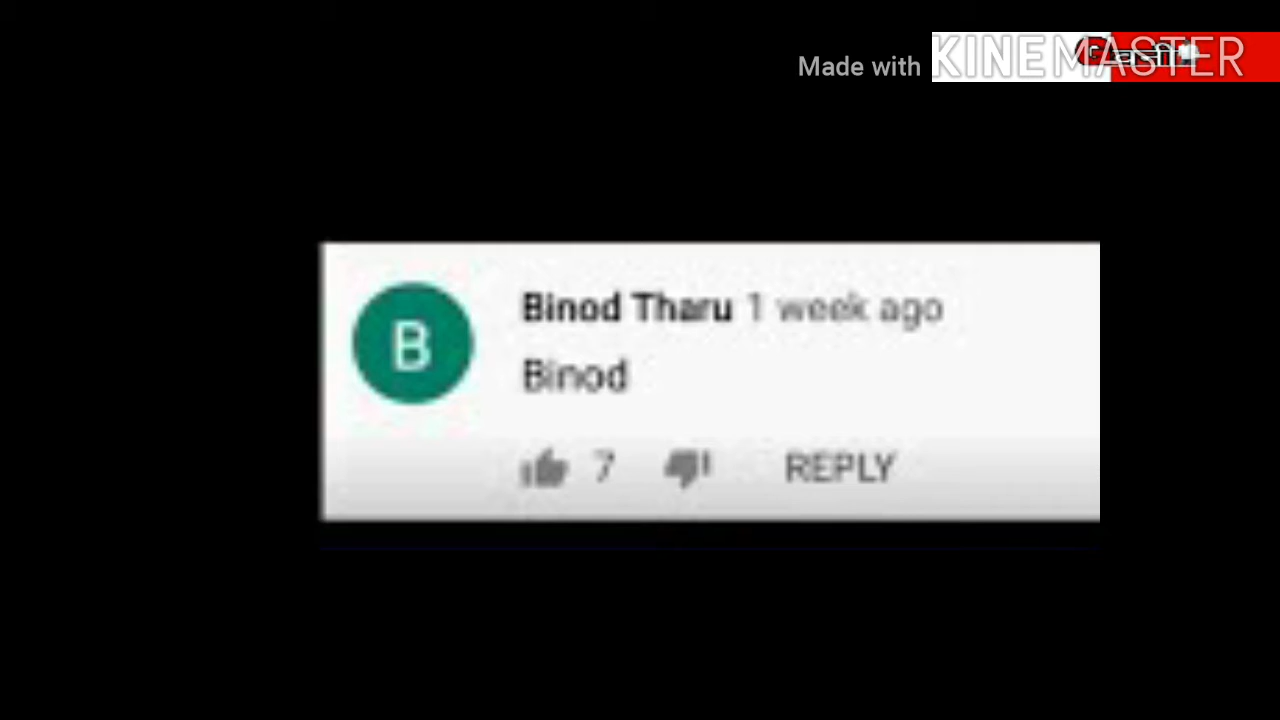 Made with KINEMASTER
B
Binod Tharu 1 week ago
Binod
7 REPLY